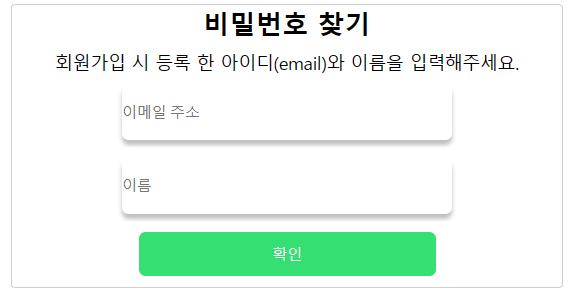 비밀번호 찾기
회원가입 시 등록 한 아이디(email)와 이름을 입력해주세요.
이메일 주소
이름
확인